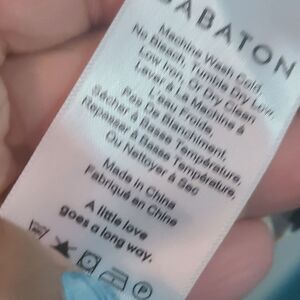 SABATON
Machine Wash Cold,
No Bleach, Tumble Dry Low,
Low Iron, Or Dry Clean
Laver à La Machine à
L'eau Froide,
Pas De Blanchiment,
Sécher à Basse Température,
Repasser à Basse Température,
Ou Nettoyer à Sec
Made in China
Fabriqué en China
A little love
goes a long way.